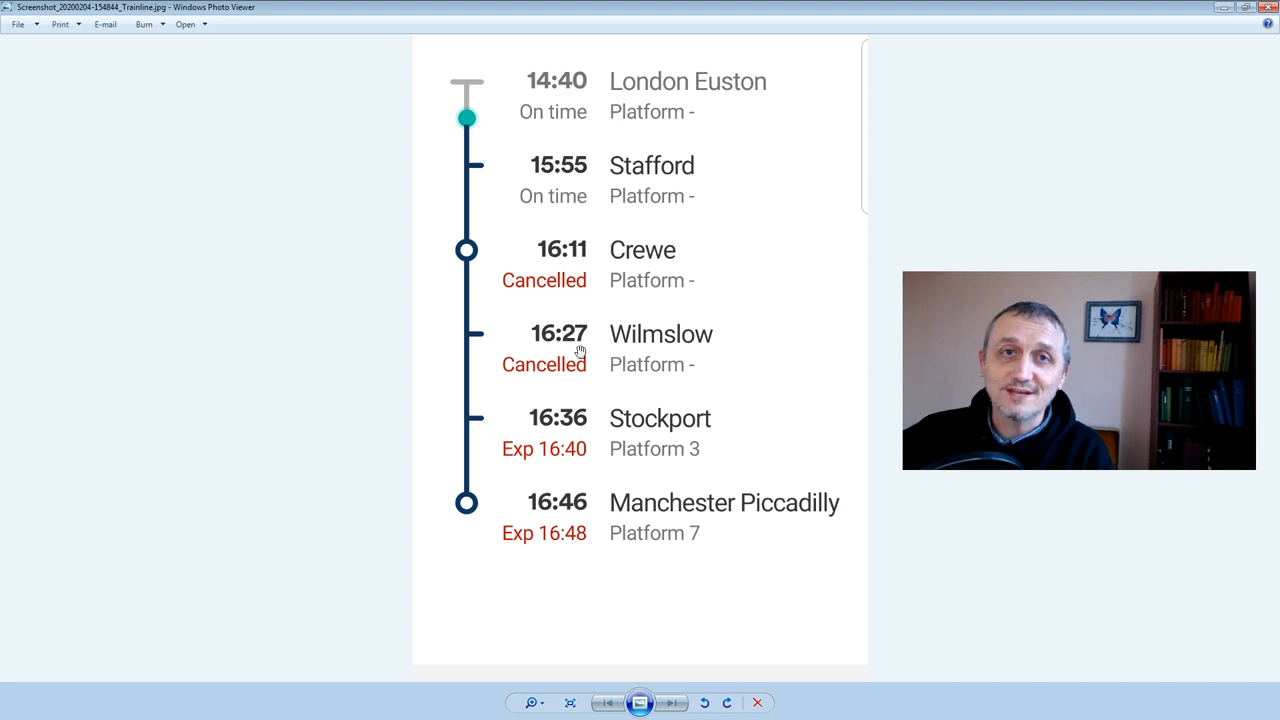 Screenshot_20200204-154844_Trainline.jpg - Windows Photo Viewer
File Print E-mail Burn Open
14:40 London Euston
On time Platform -
15:55 Stafford
On time Platform -
16:11 Crewe
Cancelled Platform -
16:27 Wilmslow
Cancelled Platform -
16:36 Stockport
Exp 16:40 Platform 3
16:46 Manchester Piccadilly
Exp 16:48 Platform 7